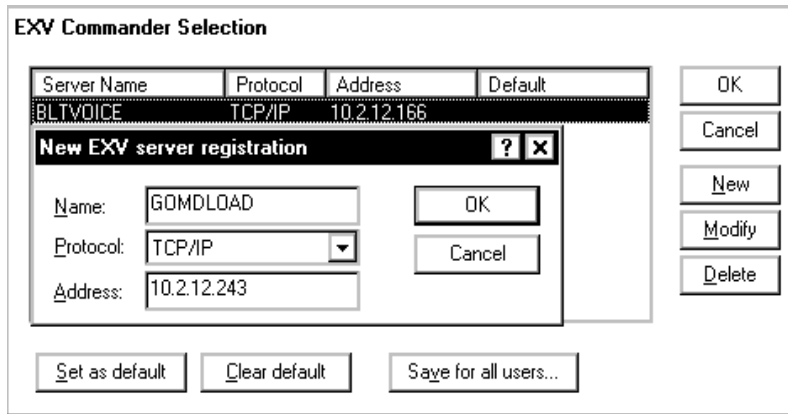 EXV Commander Selection
Server Name Protocol Address Default
BLTVOICE TCP/IP 10.2.12.166
New EXV server registration ? X
Name: GOMDLOAD
Protocol: TCP/IP
Address: 10.2.12.243
OK
Cancel
OK
Cancel
New
Modify
Delete
Set as default Clear default Save for all users...